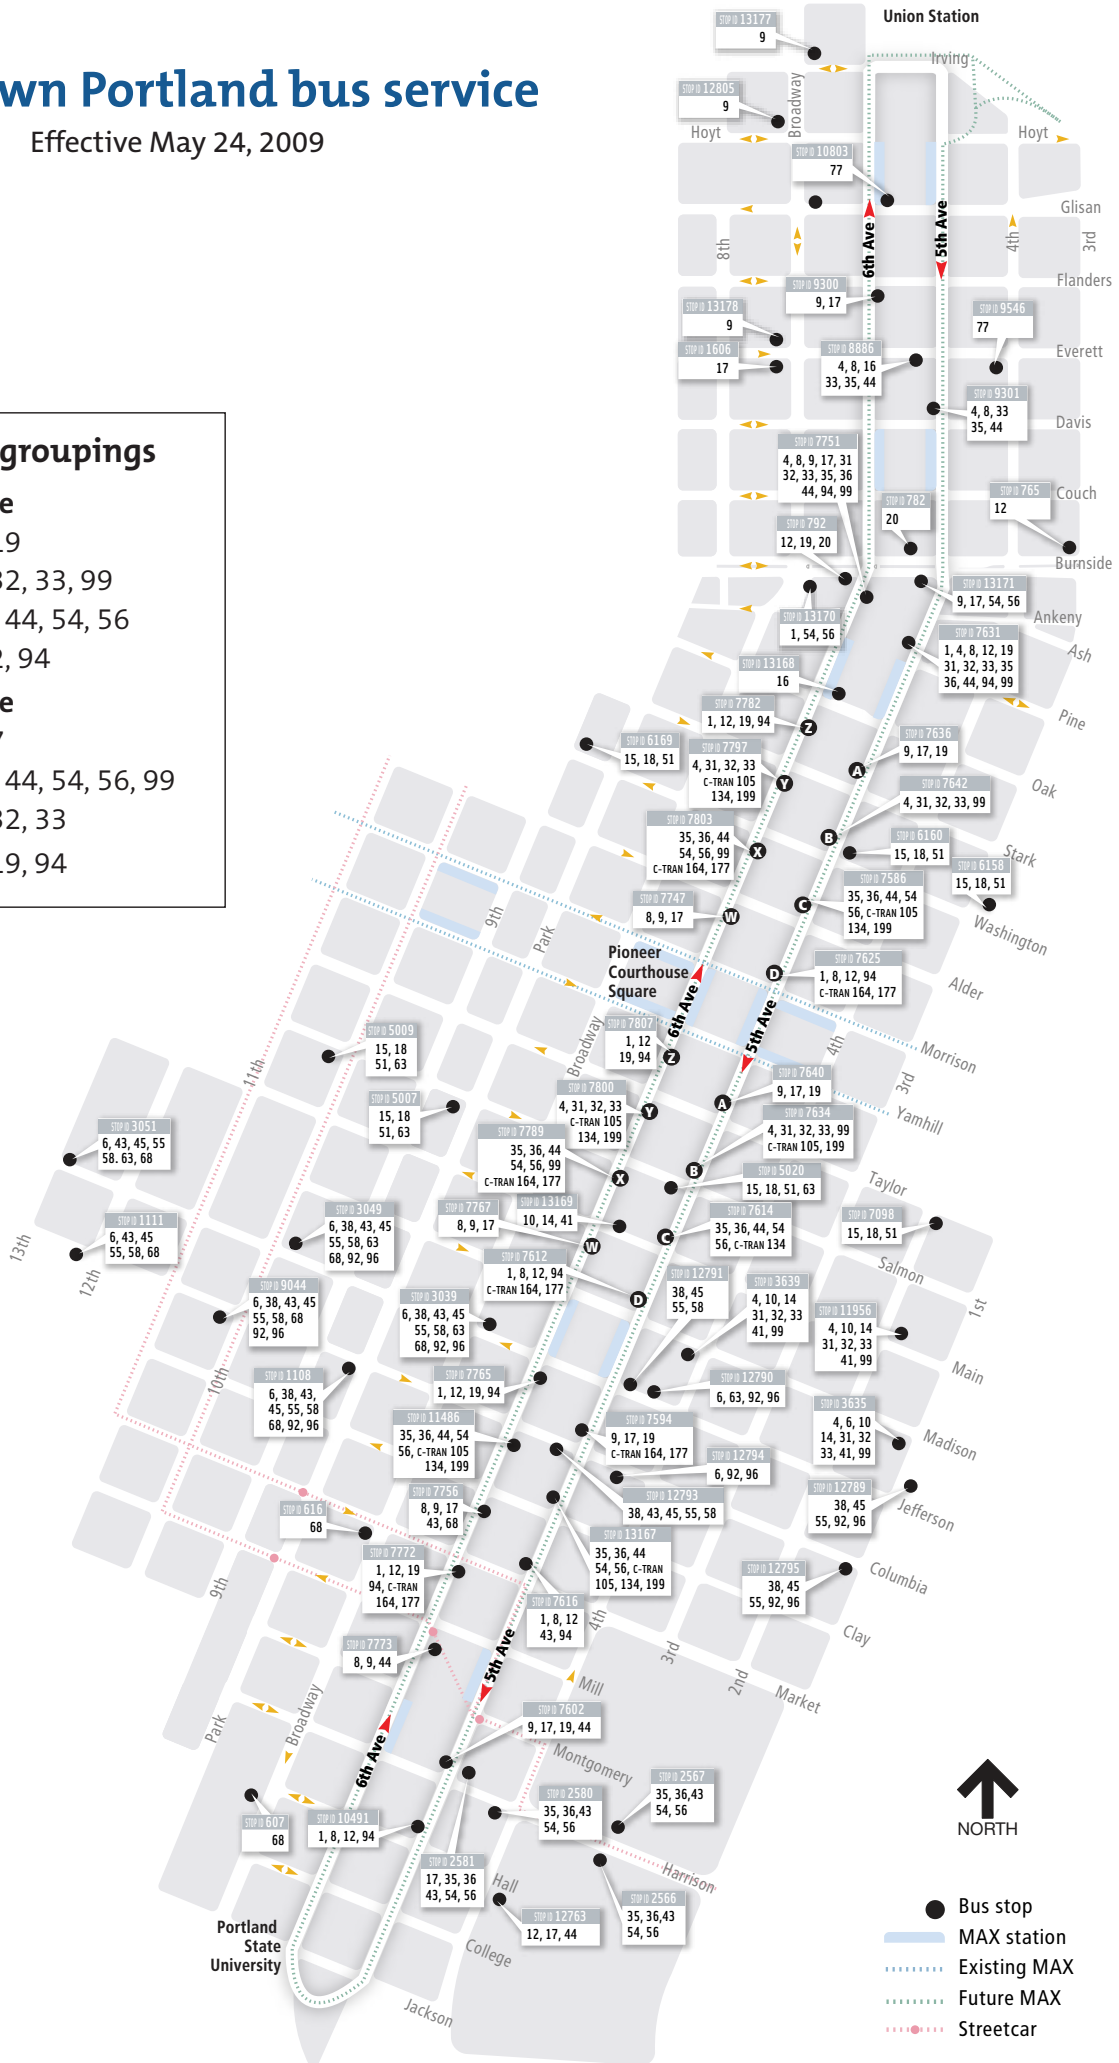 wn Portland bus service
Effective May 24, 2009
groupings
e
19
32, 33, 99
44, 54, 56
2, 94
e
7
44, 54, 56, 99
32, 33
19, 94
Union Station
STOP ID 13177
9
Irving
STOP ID 12805
9
Broadway
Hoyt
Hoyt
STOP ID 10803
77
Glisan
6th Ave
5th Ave
8th
4th
3rd
Flanders
STOP ID 9300
9, 17
STOP ID 13178
9
STOP ID 9546
77
STOP ID 1606
17
STOP ID 8886
4, 8, 16
33, 35, 44
Everett
STOP ID 9301
4, 8, 33
35, 44
Davis
STOP ID 7751
4, 8, 9, 17, 31
32, 33, 35, 36
44, 94, 99
STOP ID 782
20
STOP ID 765
12
Couch
STOP ID 792
12, 19, 20
Burnside
STOP ID 13171
9, 17, 54, 56
STOP ID 13170
1, 54, 56
Ankeny
STOP ID 7631
1, 4, 8, 12, 19
31, 32, 33, 35
36, 44, 94, 99
Ash
STOP ID 13168
16
STOP ID 7782
1, 12, 19, 94
Z
Pine
STOP ID 6169
15, 18, 51
STOP ID 7797
4, 31, 32, 33
C-TRAN 105
134, 199
Y
STOP ID 7636
9, 17, 19
A
STOP ID 7642
4, 31, 32, 33, 99
B
Oak
STOP ID 7803
35, 36, 44
54, 56, 99
C-TRAN 164, 177
X
STOP ID 6160
15, 18, 51
Stark
STOP ID 6158
15, 18, 51
STOP ID 7586
35, 36, 44, 54
56, C-TRAN 105
134, 199
C
STOP ID 7747
8, 9, 17
W
Washington
9th
Park
Pioneer
Courthouse
Square
STOP ID 7625
1, 8, 12, 94
C-TRAN 164, 177
D
Alder
6th Ave
5th Ave
Broadway
STOP ID 7807
1, 12
19, 94
Z
4th
Morrison
11th
STOP ID 5009
15, 18
51, 63
3rd
STOP ID 7640
9, 17, 19
A
STOP ID 7800
4, 31, 32, 33
C-TRAN 105
134, 199
Y
STOP ID 5007
15, 18
51, 63
Yamhill
STOP ID 7634
4, 31, 32, 33, 99
C-TRAN 105, 199
B
STOP ID 3051
6, 43, 45, 55
58. 63, 68
STOP ID 7789
35, 36, 44
54, 56, 99
C-TRAN 164, 177
X
STOP ID 5020
15, 18, 51, 63
Taylor
STOP ID 1111
6, 43, 45
55, 58, 68
STOP ID 3049
6, 38, 43, 45
55, 58, 63
68, 92, 96
STOP ID 7767
8, 9, 17
W
STOP ID 13169
10, 14, 41
STOP ID 7614
35, 36, 44, 54
56, C-TRAN 134
C
STOP ID 7098
15, 18, 51
13th
12th
STOP ID 7612
1, 8, 12, 94
C-TRAN 164, 177
D
Salmon
STOP ID 9044
6, 38, 43, 45
55, 58, 68
92, 96
STOP ID 3039
6, 38, 43, 45
55, 58, 63
68, 92, 96
STOP ID 12791
38, 45
55, 58
STOP ID 3639
4, 10, 14
31, 32, 33
41, 99
STOP ID 11956
4, 10, 14
31, 32, 33
41, 99
1st
Main
STOP ID 1108
6, 38, 43,
45, 55, 58
68, 92, 96
10th
STOP ID 7765
1, 12, 19, 94
STOP ID 12790
6, 63, 92, 96
STOP ID 3635
4, 6, 10
14, 31, 32
33, 41, 99
Madison
STOP ID 11486
35, 36, 44, 54
56, C-TRAN 105
134, 199
STOP ID 7594
9, 17, 19
C-TRAN 164, 177
STOP ID 12794
6, 92, 96
STOP ID 7756
8, 9, 17
43, 68
STOP ID 12793
38, 43, 45, 55, 58
STOP ID 12789
38, 45
55, 92, 96
Jefferson
STOP ID 616
68
STOP ID 13167
35, 36, 44
54, 56, C-TRAN
105, 134, 199
STOP ID 7772
1, 12, 19
94, C-TRAN
164, 177
STOP ID 12795
38, 45
55, 92, 96
Columbia
9th
STOP ID 7616
1, 8, 12
43, 94
4th
Clay
STOP ID 7773
8, 9, 44
5th Ave
3rd
2nd
Market
Mill
Park
Broadway
6th Ave
STOP ID 7602
9, 17, 19, 44
Montgomery
STOP ID 2567
35, 36,43
54, 56
STOP ID 2580
35, 36,43
54, 56
STOP ID 607
68
STOP ID 10491
1, 8, 12, 94
NORTH
STOP ID 2581
17, 35, 36
43, 54, 56
Hall
Harrison
STOP ID 2566
35, 36,43
54, 56
STOP ID 12763
12, 17, 44
Portland
State
University
College
Jackson
Bus stop
MAX station
Existing MAX
Future MAX
Streetcar